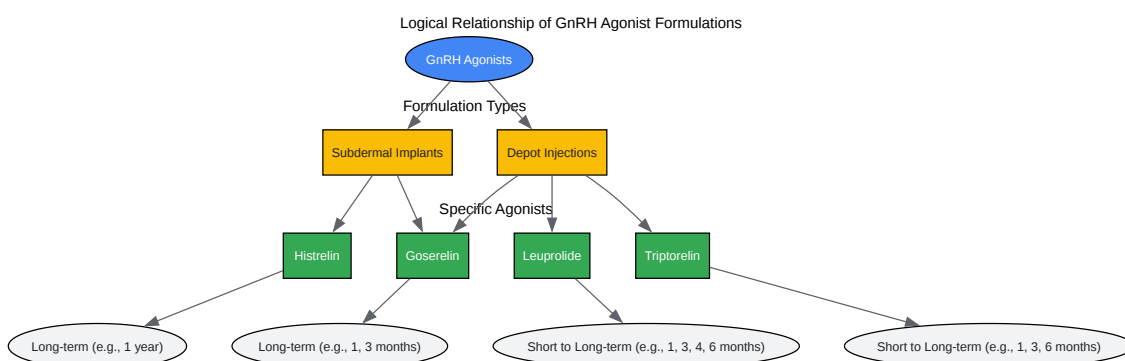 Logical Relationship of GnRH Agonist Formulations
GnRH Agonists
Formulation Types
Subdermal Implants
Depot Injections
Specific Agonists
Histrelin
Goserelin
Leuprolide
Triptorelin
Long-term (e.g., 1 year)
Long-term (e.g., 1, 3 months)
Short to Long-term (e.g., 1, 3, 4, 6 months)
Short to Long-term (e.g., 1, 3, 6 months)